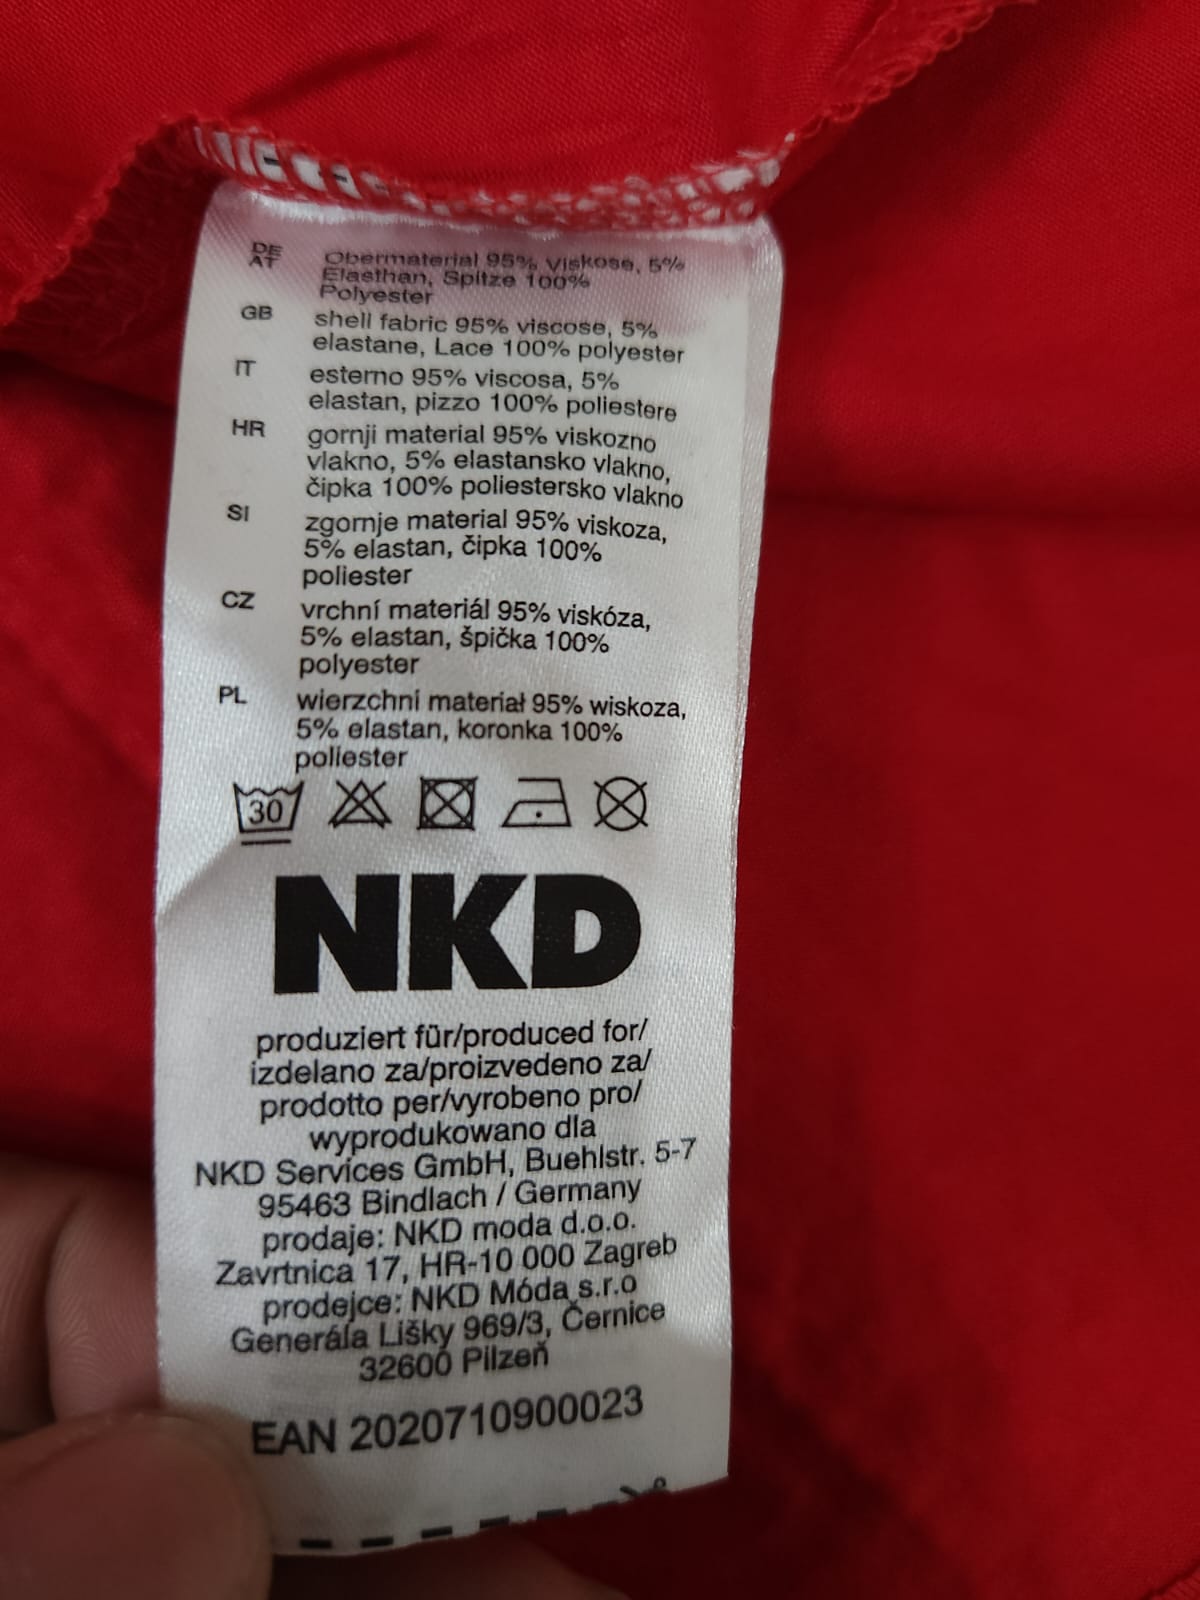 DE
AT
Obermaterial 95% Viskose, 5%
Elasthan, Spitze 100%
Polyester
GB
shell fabric 95% viscose, 5%
elastane, Lace 100% polyester
IT
esterno 95% viscosa, 5%
elastan, pizzo 100% poliestere
HR
gornji material 95% viskozno
vlakno, 5% elastansko vlakno,
čipka 100% poliestersko vlakno
SI
zgornje material 95% viskoza,
5% elastan, čipka 100%
poliester
CZ
vrchní materiál 95% viskóza,
5% elastan, špička 100%
polyester
PL
wierzchni materiał 95% wiskoza,
5% elastan, koronka 100%
poliester
30
NKD
produziert für/produced for/
izdelano za/proizvedeno za/
prodotto per/vyrobeno pro/
wyprodukowano dla
NKD Services GmbH, Buehlstr. 5-7
95463 Bindlach / Germany
prodaje: NKD moda d.o.o.
Zavrtnica 17, HR-10 000 Zagreb
prodejce: NKD Móda s.r.o
Generála Lišky 969/3, Černice
32600 Pilzeň
EAN 2020710900023